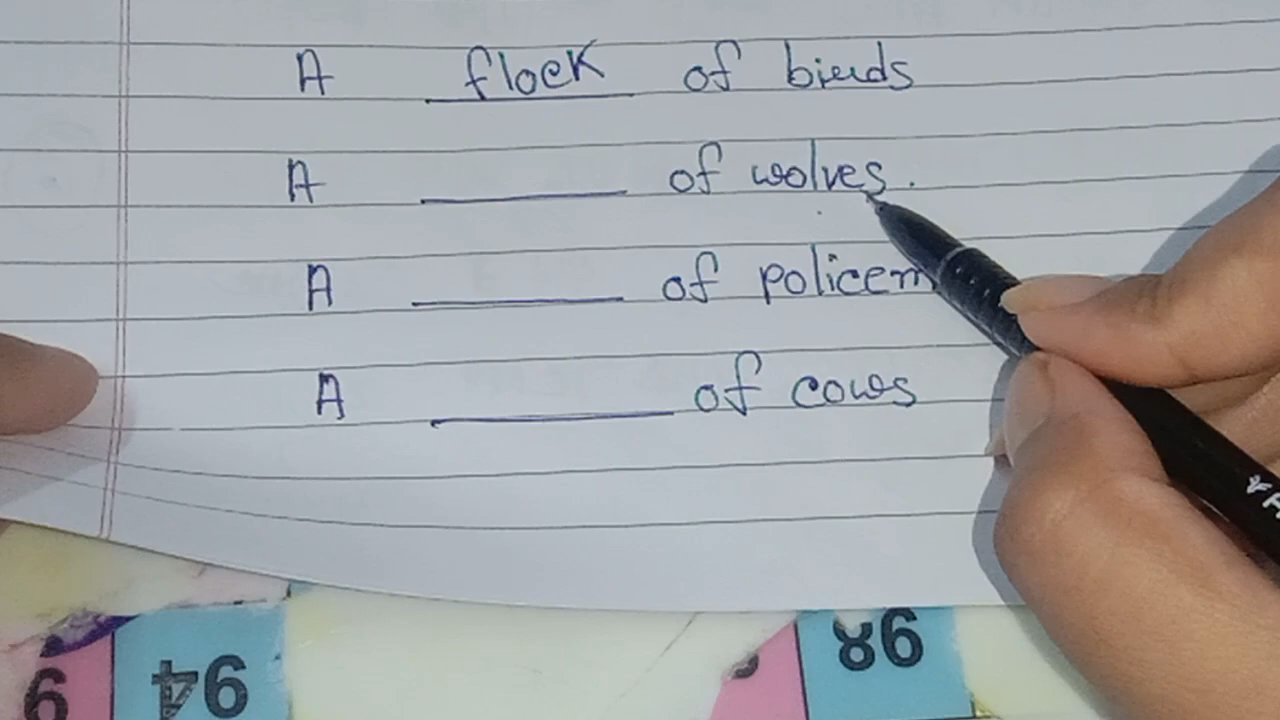 A flock of birds
A ______ of wolves.
A ______ of policem
A ______ of cows
94
98